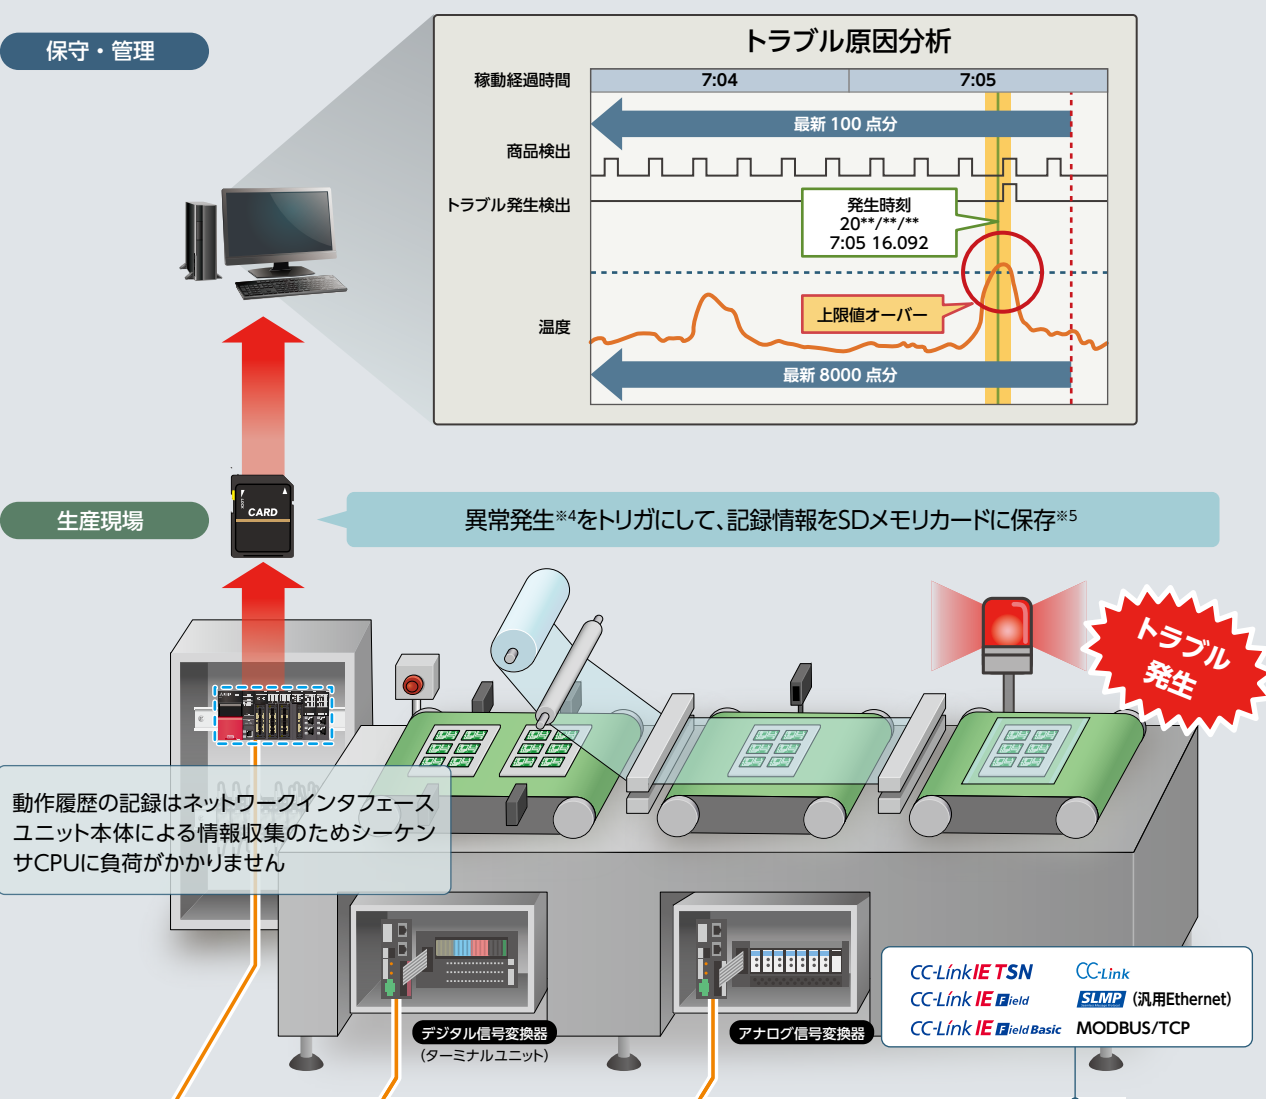 保守・管理
トラブル原因分析
稼動経過時間
7:04
7:05
最新 100 点分
商品検出
トラブル発生検出
発生時刻
20**/**/**
7:05 16.092
上限値オーバー
温度
最新 8000 点分
生産現場
CARD
異常発生※4をトリガにして、記録情報をSDメモリカードに保存※5
トラブル
発生
動作履歴の記録はネットワークインタフェース
ユニット本体による情報収集のためシーケン
サCPUに負荷がかかりません
デジタル信号変換器
（ターミナルユニット）
アナログ信号変換器
CC-Link IE TSN
CC-Link
CC-Link IE Field
SLMP（汎用Ethernet）
CC-Link IE Field Basic
MODBUS/TCP